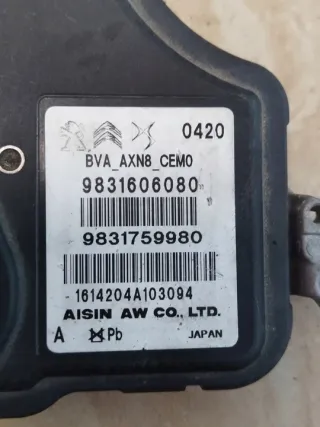 0420
BVA_AXN8_CEMO
9831606080
9831759980
1614204A103094
AISIN AW CO., LTD.
A Pb JAPAN